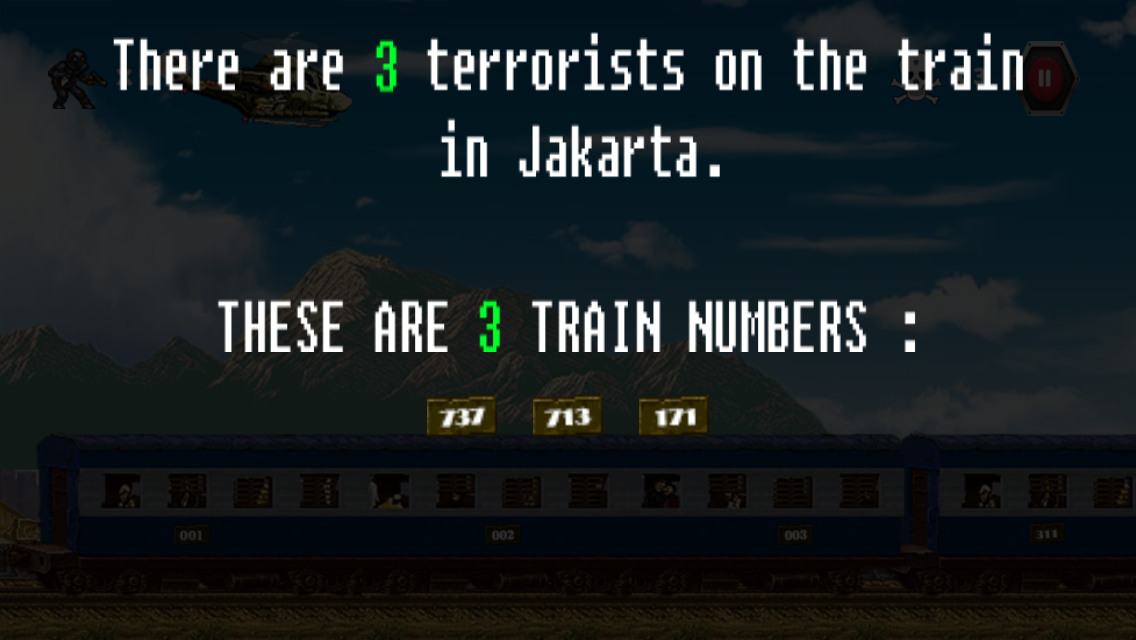 There are 3 terrorists on the train
in Jakarta.
THESE ARE 3 TRAIN NUMBERS :
737 713 171
001 002 003 311